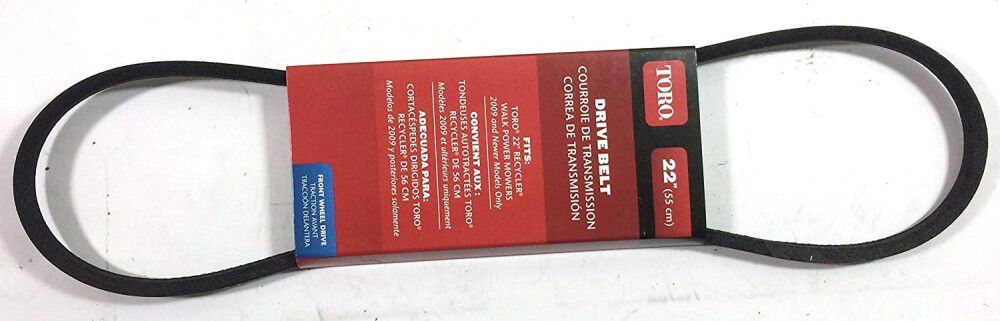 TORO.
22" (55 cm)
DRIVE BELT
COURROIE DE TRANSMISSION
CORREA DE TRANSMISIÓN
FITS:
TORO® 22" RECYCLER®
WALK POWER MOWERS
2009 and Newer Models Only
CONVIENT AUX:
TONDEUSES AUTOTRACTÉES TORO®
RECYCLER® DE 56 CM
Modèles 2009 et ultérieurs uniquement
ADECUADA PARA:
CORTACÉSPEDES DIRIGIDOS TORO®
RECYCLER® DE 56 CM
Modelos de 2009 y posteriores solamente
FRONT WHEEL DRIVE
TRACTION AVANT
TRACCIÓN DELANTERA